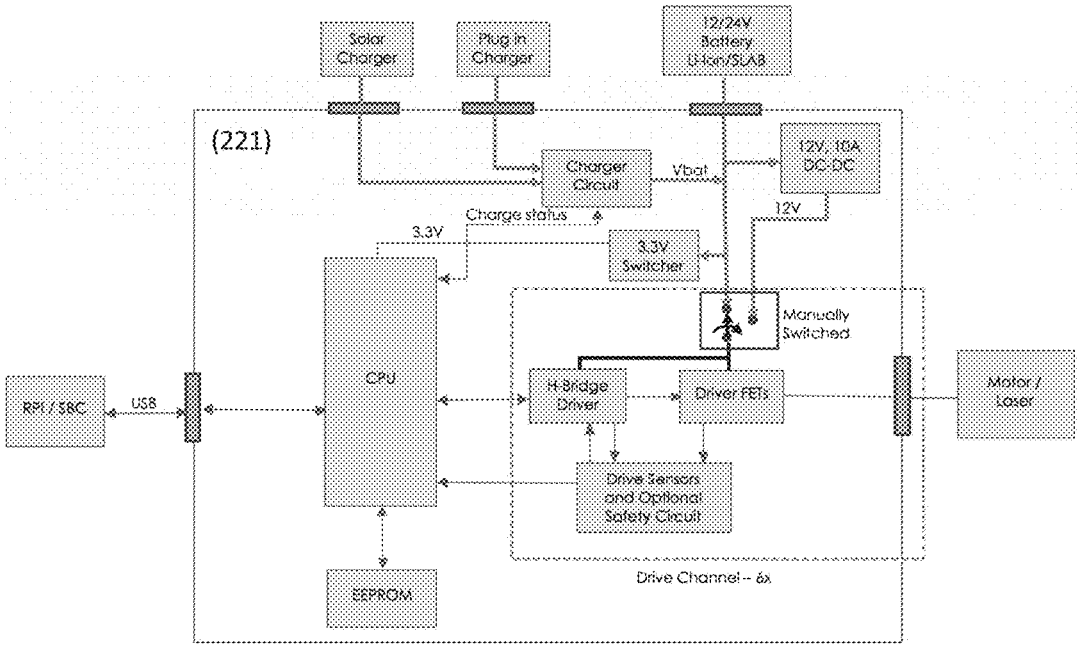 Solar
Charger
Plug in
Charger
12/24V
Battery
Li-Ion/SLAB
(221)
Charger
Circuit
Vbat
12V, 10A
DC-DC
12V
Charge status
3.3V
3.3V
Switcher
Manually
Switched
CPU
H-Bridge
Driver
Driver FETs
Motor /
Laser
RPI / SBC
USB
Drive Sensors
and Optional
Safety Circuit
EEPROM
Drive Channel -- 6x